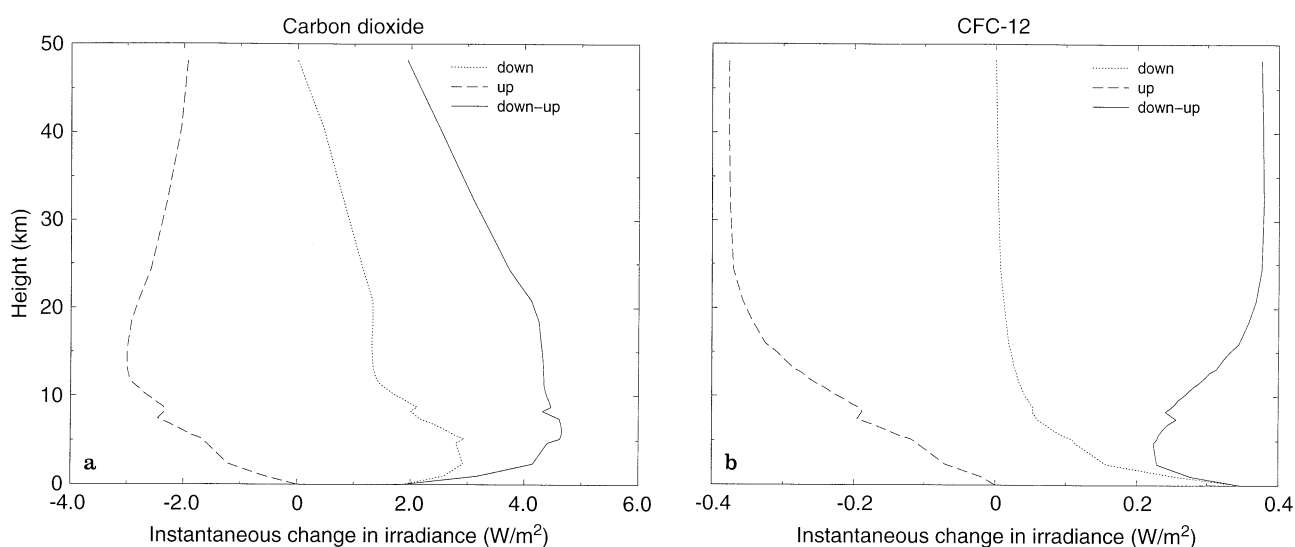 Carbon dioxide
50
40
30
20
10
0
Height (km)
down
up
down-up
a
-4.0
-2.0
0
2.0
4.0
6.0
Instantaneous change in irradiance (W/m²)
CFC-12
down
up
down-up
b
-0.4
-0.2
0
0.2
0.4
Instantaneous change in irradiance (W/m²)